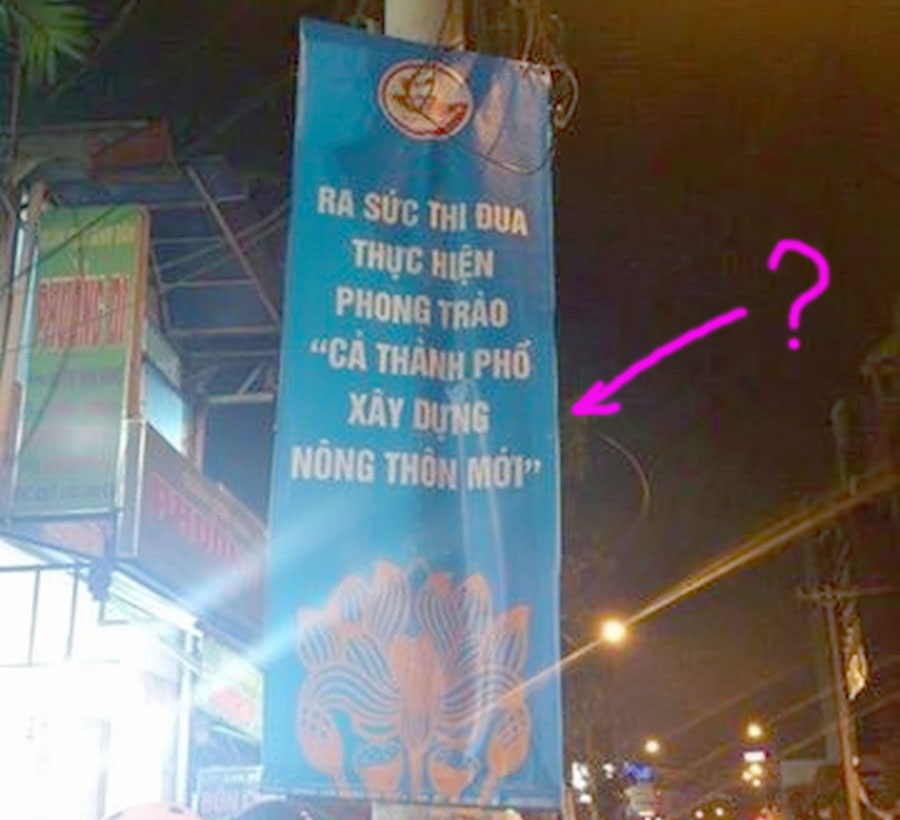 RA SỨC THI ĐUA
THỰC HIỆN
PHONG TRÀO
“CẢ THÀNH PHỐ
XÂY DỰNG
NÔNG THÔN MỚI”
?